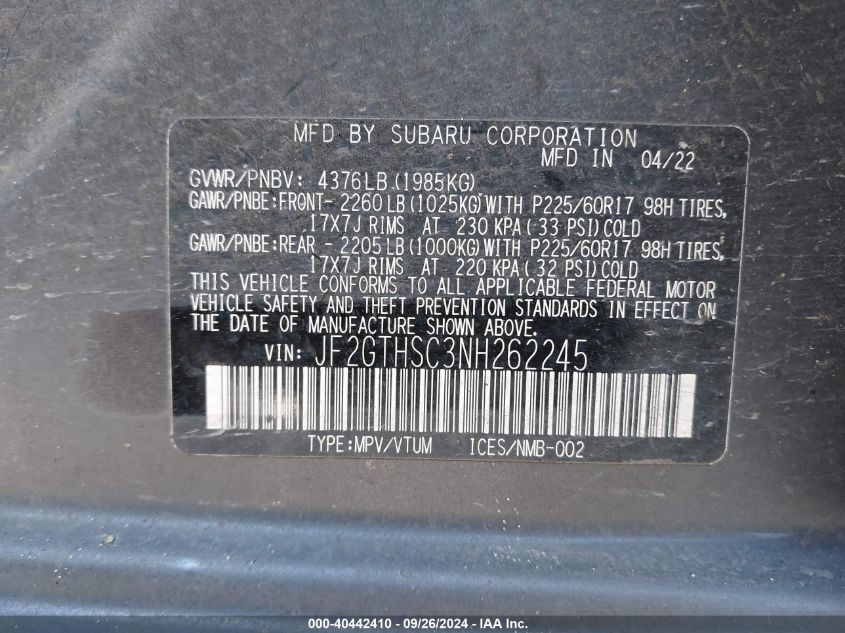 MFD BY SUBARU CORPORATION
MFD IN 04/22
GVWR/PNBV: 4376LB (1985KG)
GAWR/PNBE:FRONT- 2260 LB (1025KG) WITH P225/60R17 98H TIRES,
17X7J RIMS AT 230 KPA (33 PSI) COLD
GAWR/PNBE:REAR - 2205 LB (1000KG) WITH P225/60R17 98H TIRES,
17X7J RIMS AT 220 KPA (32 PSI) COLD
THIS VEHICLE CONFORMS TO ALL APPLICABLE FEDERAL MOTOR
VEHICLE SAFETY AND THEFT PREVENTION STANDARDS IN EFFECT ON
THE DATE OF MANUFACTURE SHOWN ABOVE.
VIN: JF2GTHSC3NH262245
TYPE:MPV/VTUM ICES/NMB-002
000-40442410 - 09/26/2024 - IAA Inc.